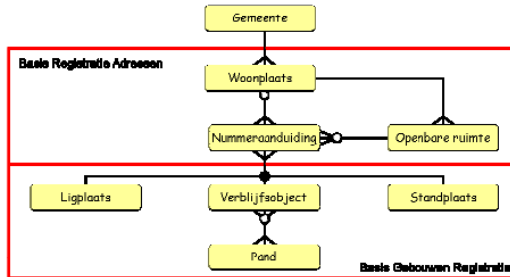 Gemeente
Basis Registratie Adressen
Woonplaats
Nummeraanduiding
Openbare ruimte
Ligplaats
Verblijfsobject
Standplaats
Pand
Basis Gebouwen Registratie